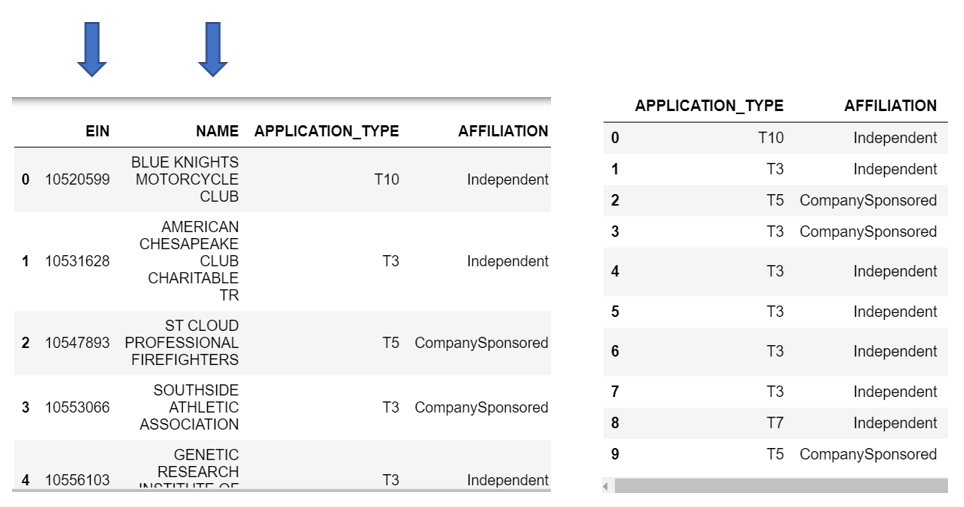 EIN NAME APPLICATION_TYPE AFFILIATION
BLUE KNIGHTS
0 10520599 MOTORCYCLE T10 Independent
CLUB
AMERICAN
CHESAPEAKE
1 10531628 CLUB T3 Independent
CHARITABLE
TR
ST CLOUD
2 10547893 PROFESSIONAL T5 CompanySponsored
FIREFIGHTERS
SOUTHSIDE
3 10553066 ATHLETIC T3 CompanySponsored
ASSOCIATION
GENETIC
RESEARCH
4 10556103 INSTITUTE OF T3 Independent
APPLICATION_TYPE AFFILIATION
0 T10 Independent
1 T3 Independent
2 T5 CompanySponsored
3 T3 CompanySponsored
4 T3 Independent
5 T3 Independent
6 T3 Independent
7 T3 Independent
8 T7 Independent
9 T5 CompanySponsored